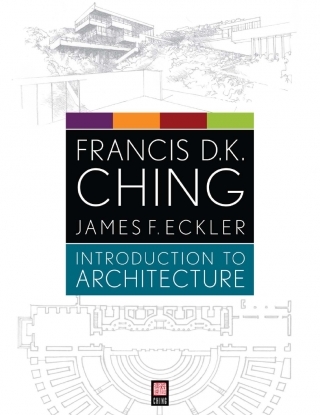 FRANCIS D.K.
CHING
JAMES F. ECKLER
INTRODUCTION TO
ARCHITECTURE
CHING